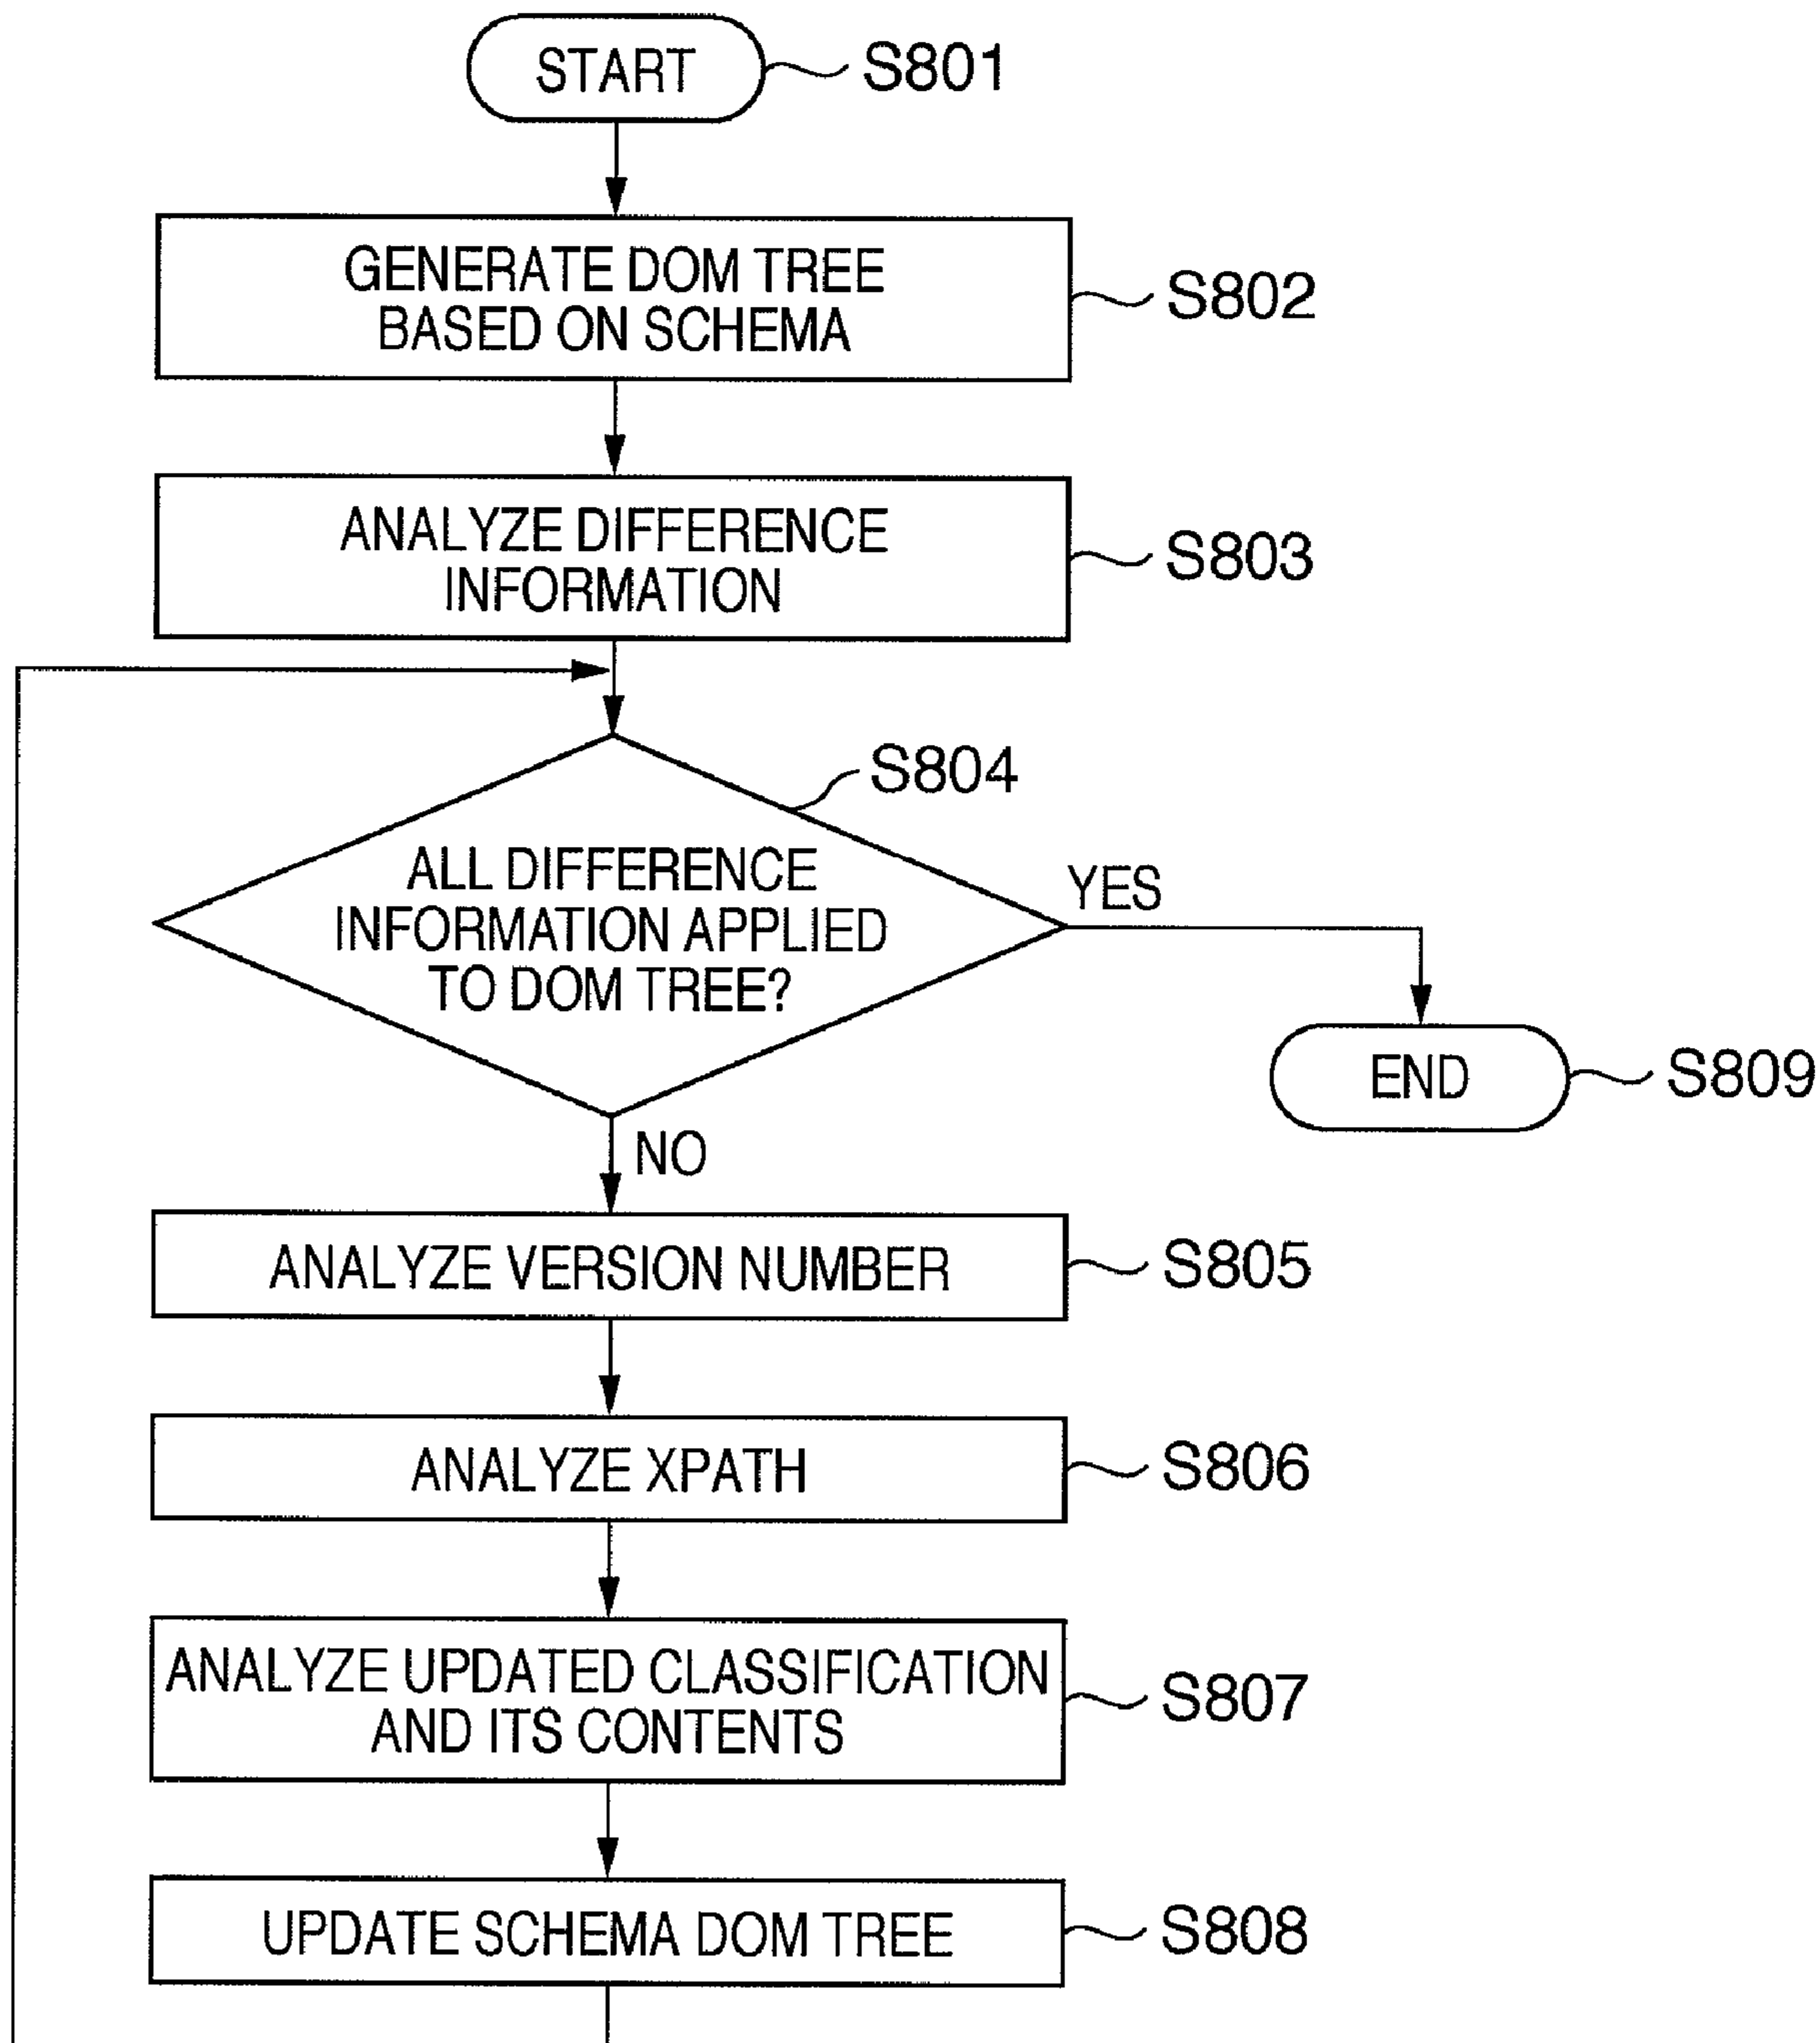 START
S801
GENERATE DOM TREE
BASED ON SCHEMA
S802
ANALYZE DIFFERENCE
INFORMATION
S803
S804
ALL DIFFERENCE
INFORMATION APPLIED
TO DOM TREE?
YES
END
S809
NO
ANALYZE VERSION NUMBER
S805
ANALYZE XPATH
S806
ANALYZE UPDATED CLASSIFICATION
AND ITS CONTENTS
S807
UPDATE SCHEMA DOM TREE
S808